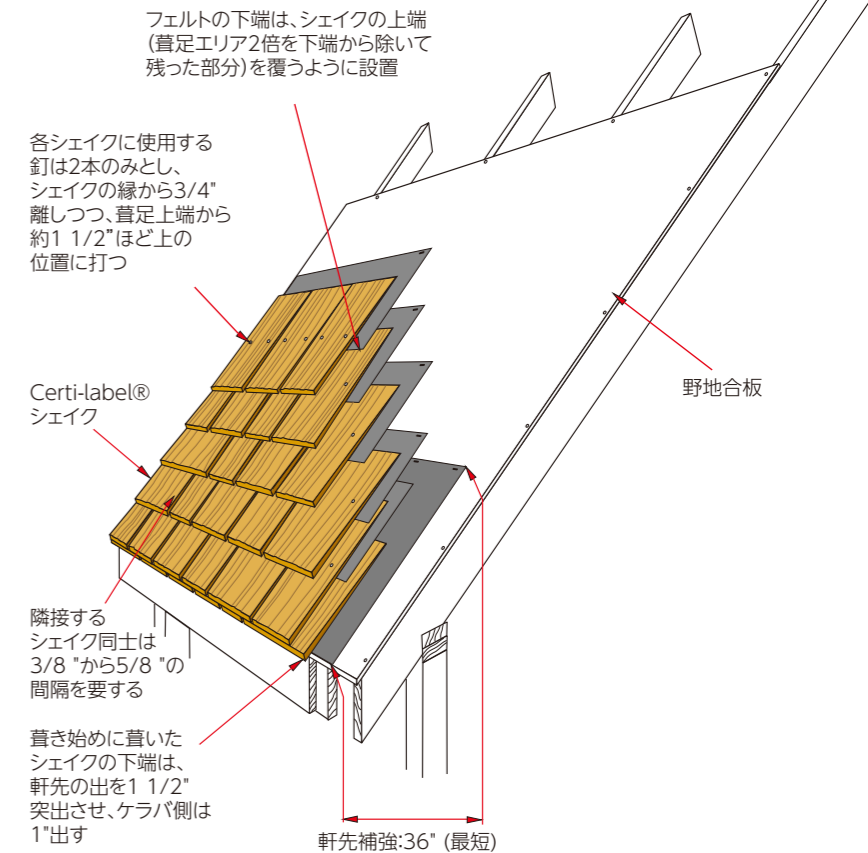 フェルトの下端は、シェイクの上端
(葺足エリア2倍を下端から除いて
残った部分)を覆うように設置
各シェイクに使用する
釘は2本のみとし、
シェイクの縁から3/4"
離しつつ、葺足上端から
約1 1/2”ほど上の
位置に打つ
Certi-label®
シェイク
野地合板
隣接する
シェイク同士は
3/8 "から5/8 "の
間隔を要する
葺き始めに葺いた
シェイクの下端は、
軒先の出を1 1/2"
突出させ、ケラバ側は
1"出す
軒先補強:36" (最短)